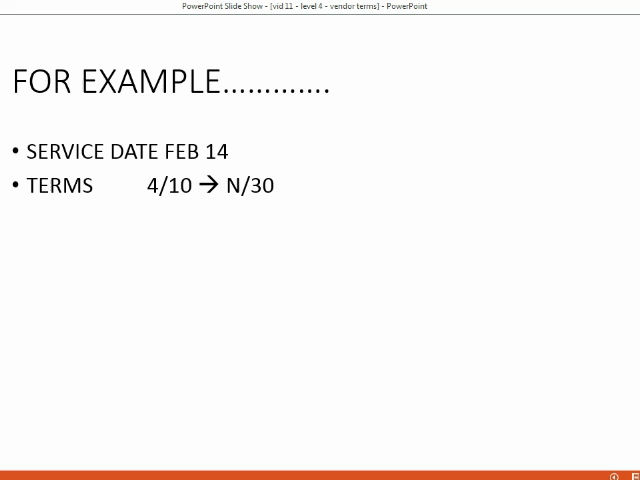 PowerPoint Slide Show - [vid 11 - level 4 - vendor terms] - PowerPoint
FOR EXAMPLE.............
• SERVICE DATE FEB 14
• TERMS 4/10 → N/30